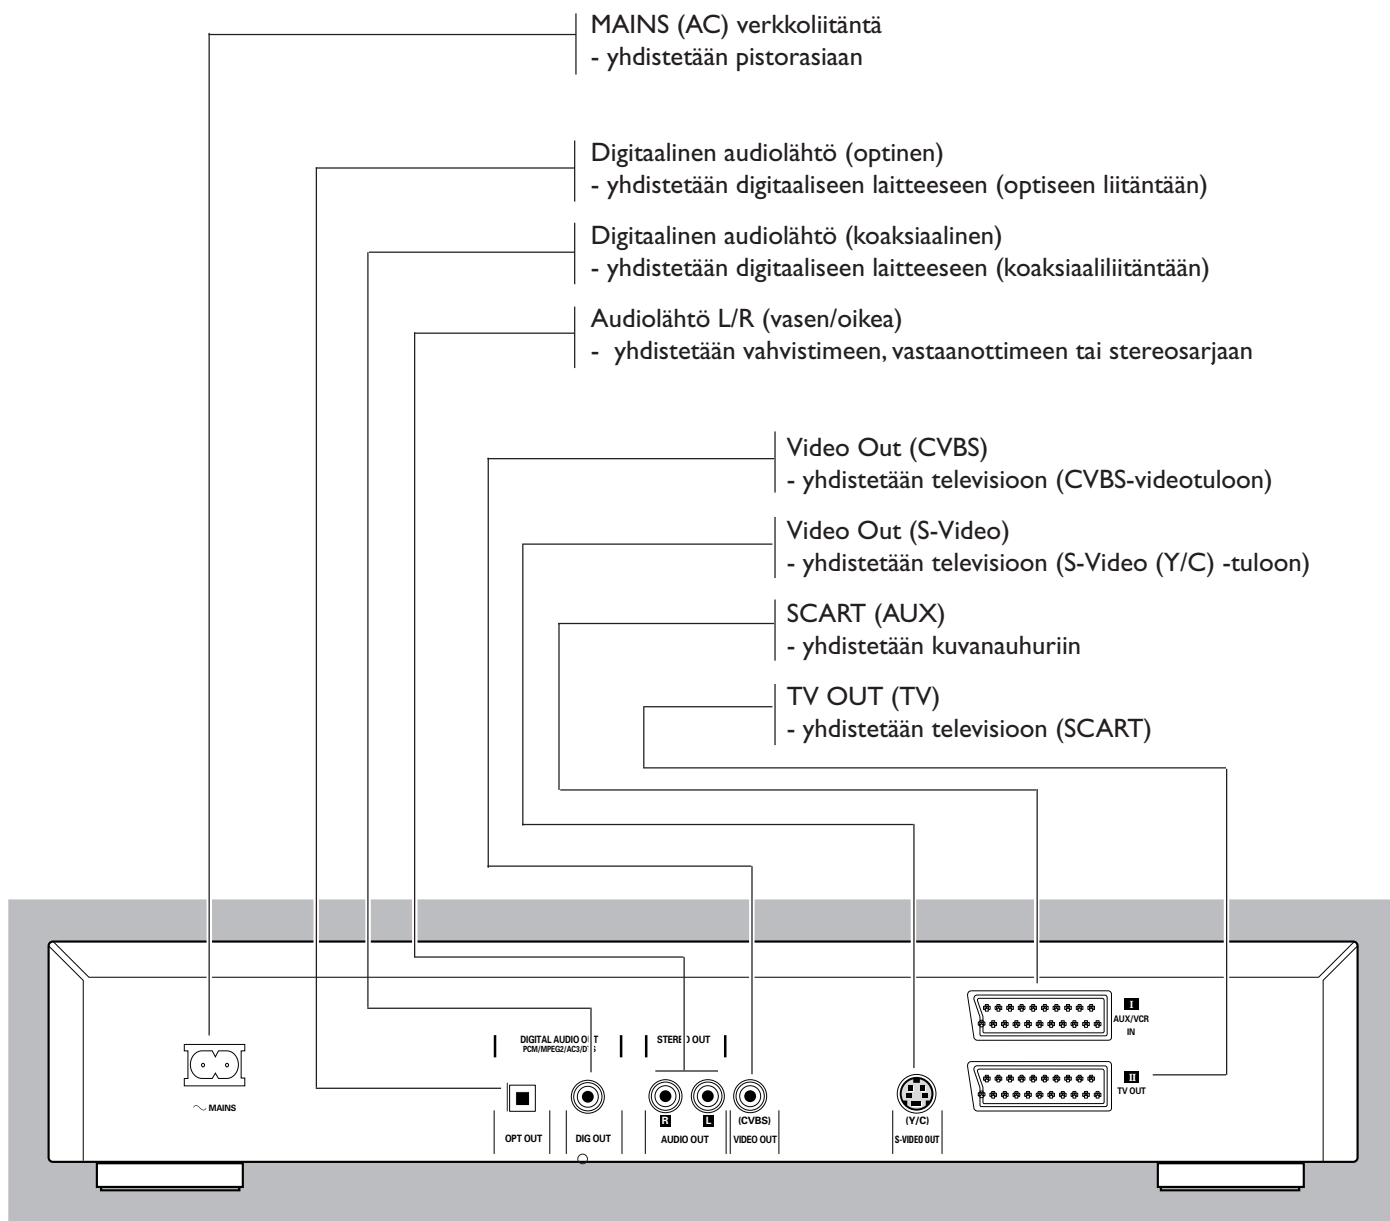 MAINS (AC) verkkoliitäntä
- yhdistetään pistorasiaan
Digitaalinen audiolähtö (optinen)
- yhdistetään digitaaliseen laitteeseen (optiseen liitäntään)
Digitaalinen audiolähtö (koaksiaalinen)
- yhdistetään digitaaliseen laitteeseen (koaksiaaliliitäntään)
Audiolähtö L/R (vasen/oikea)
- yhdistetään vahvistimeen, vastaanottimeen tai stereosarjaan
Video Out (CVBS)
- yhdistetään televisioon (CVBS-videotuloon)
Video Out (S-Video)
- yhdistetään televisioon (S-Video (Y/C) -tuloon)
SCART (AUX)
- yhdistetään kuvanauhuriin
TV OUT (TV)
- yhdistetään televisioon (SCART)
I
AUX/VCR
IN
DIGITAL AUDIO OUT
PCM/MPEG2/AC3/DTS
STEREO OUT
II
TV OUT
~ MAINS
R
L
(CVBS)
(Y/C)
OPT OUT
DIG OUT
AUDIO OUT
VIDEO OUT
S-VIDEO OUT